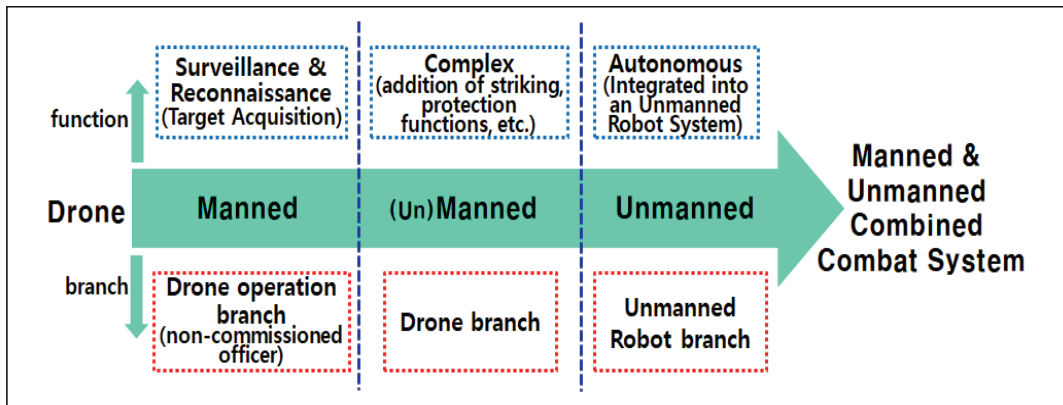 Surveillance &
Reconnaissance
(Target Acquisition)
Complex
(addition of striking,
protection
functions, etc.)
Autonomous
(Integrated into
an Unmanned
Robot System)
function
Drone
Manned
(Un)Manned
Unmanned
Manned &
Unmanned
Combined
Combat System
branch
Drone operation
branch
(non-commissioned
officer)
Drone branch
Unmanned
Robot branch